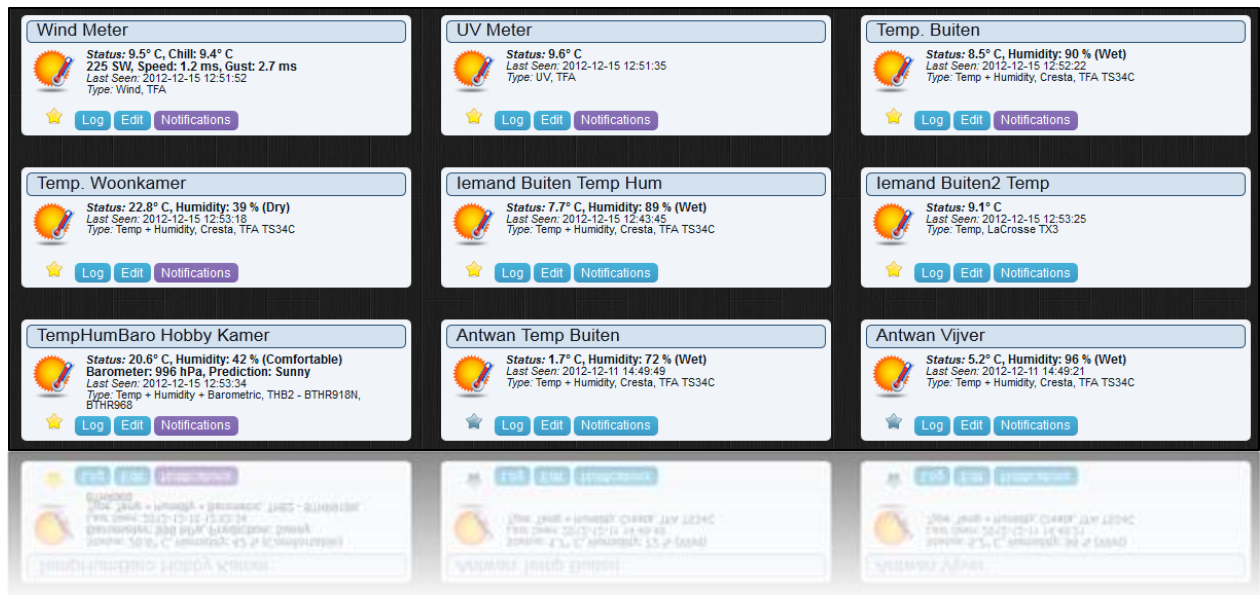 Wind Meter
Status: 9.5° C, Chill: 9.4° C
225 SW, Speed: 1.2 ms, Gust: 2.7 ms
Last Seen: 2012-12-15 12:51:52
Type: Wind, TFA
Log Edit Notifications
UV Meter
Status: 9.6° C
Last Seen: 2012-12-15 12:51:35
Type: UV, TFA
Log Edit Notifications
Temp. Buiten
Status: 8.5° C, Humidity: 90 % (Wet)
Last Seen: 2012-12-15 12:52:22
Type: Temp + Humidity, Cresta, TFA TS34C
Log Edit Notifications
Temp. Woonkamer
Status: 22.8° C, Humidity: 39 % (Dry)
Last Seen: 2012-12-15 12:53:18
Type: Temp + Humidity, Cresta, TFA TS34C
Log Edit Notifications
Iemand Buiten Temp Hum
Status: 7.7° C, Humidity: 89 % (Wet)
Last Seen: 2012-12-15 12:43:45
Type: Temp + Humidity, Cresta, TFA TS34C
Log Edit Notifications
Iemand Buiten2 Temp
Status: 9.1° C
Last Seen: 2012-12-15 12:53:25
Type: Temp, LaCrosse TX3
Log Edit Notifications
TempHumBaro Hobby Kamer
Status: 20.6° C, Humidity: 42 % (Comfortable)
Barometer: 996 hPa, Prediction: Sunny
Last Seen: 2012-12-15 12:53:34
Type: Temp + Humidity + Barometric, THB2 - BTHR918N,
BTHR968
Log Edit Notifications
Antwan Temp Buiten
Status: 1.7° C, Humidity: 72 % (Wet)
Last Seen: 2012-12-11 14:49:49
Type: Temp + Humidity, Cresta, TFA TS34C
Log Edit Notifications
Antwan Vijver
Status: 5.2° C, Humidity: 96 % (Wet)
Last Seen: 2012-12-11 14:49:21
Type: Temp + Humidity, Cresta, TFA TS34C
Log Edit Notifications